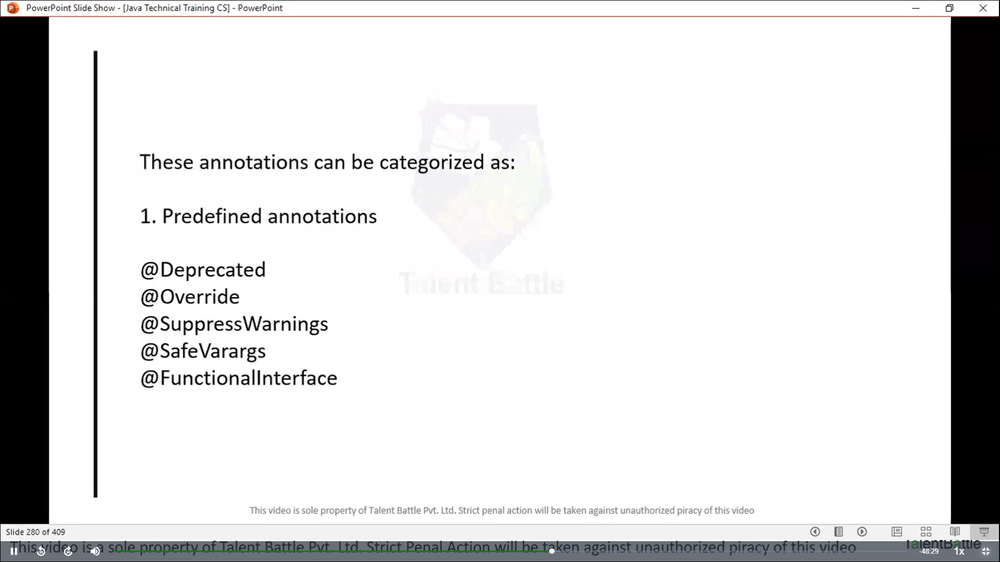 PowerPoint Slide Show - [Java Technical Training CS] - PowerPoint
These annotations can be categorized as:
1. Predefined annotations
@Deprecated
@Override
@SuppressWarnings
@SafeVarargs
@FunctionalInterface
Talent Battle
This video is sole property of Talent Battle Pvt. Ltd. Strict penal action will be taken against unauthorized piracy of this video
Slide 280 of 409
This video is a sole property of Talent Battle Pvt. Ltd. Strict Penal Action will be taken against unauthorized piracy of this video
TalentBattle
-48:29
1x